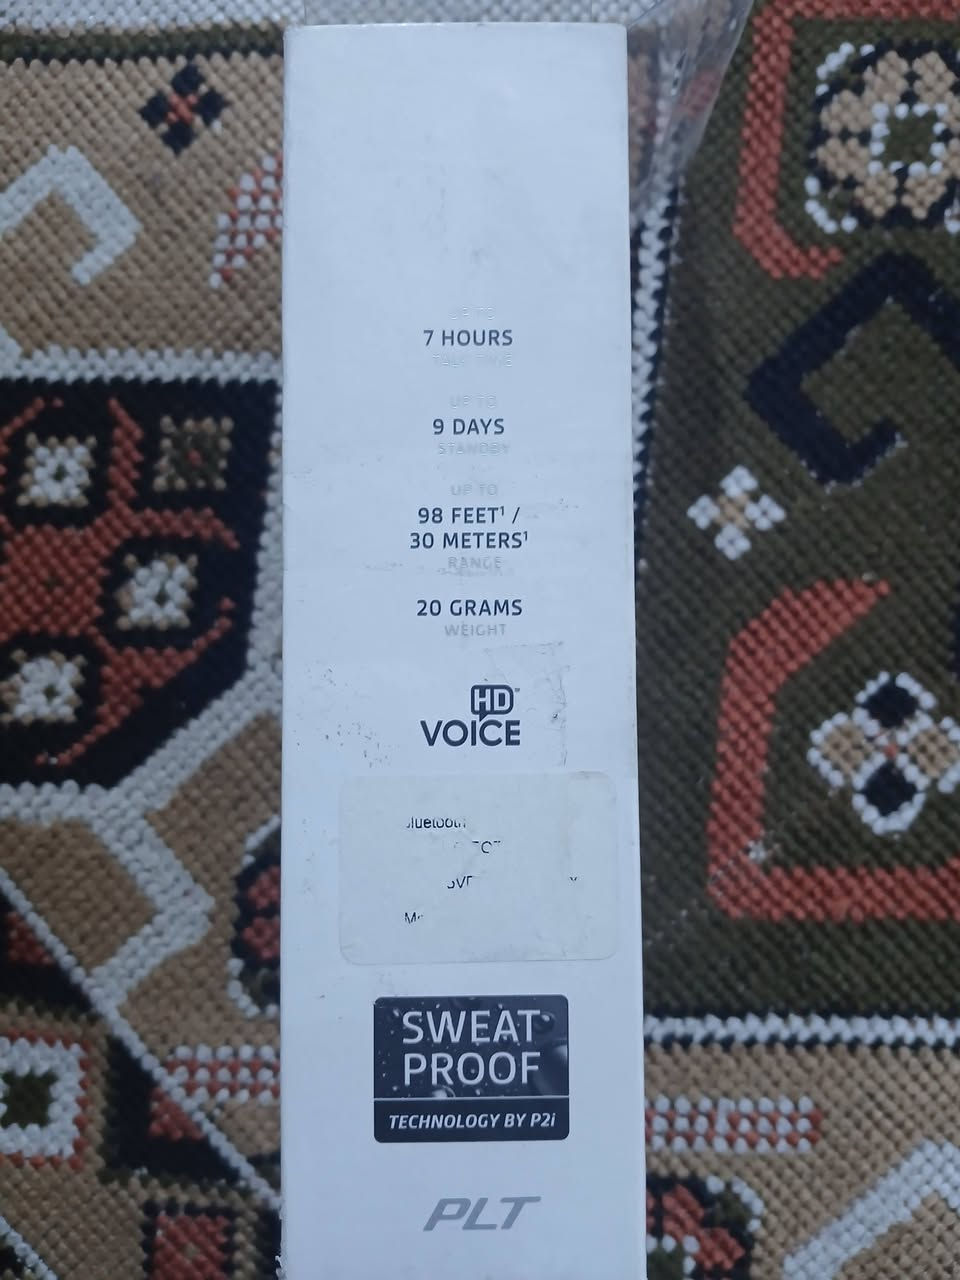 UP TO
7 HOURS
TALK TIME
UP TO
9 DAYS
STANDBY
UP TO
98 FEET¹ /
30 METERS¹
RANGE
20 GRAMS
WEIGHT
HD™
VOICE
SWEAT
PROOF
TECHNOLOGY BY P2i
PLT